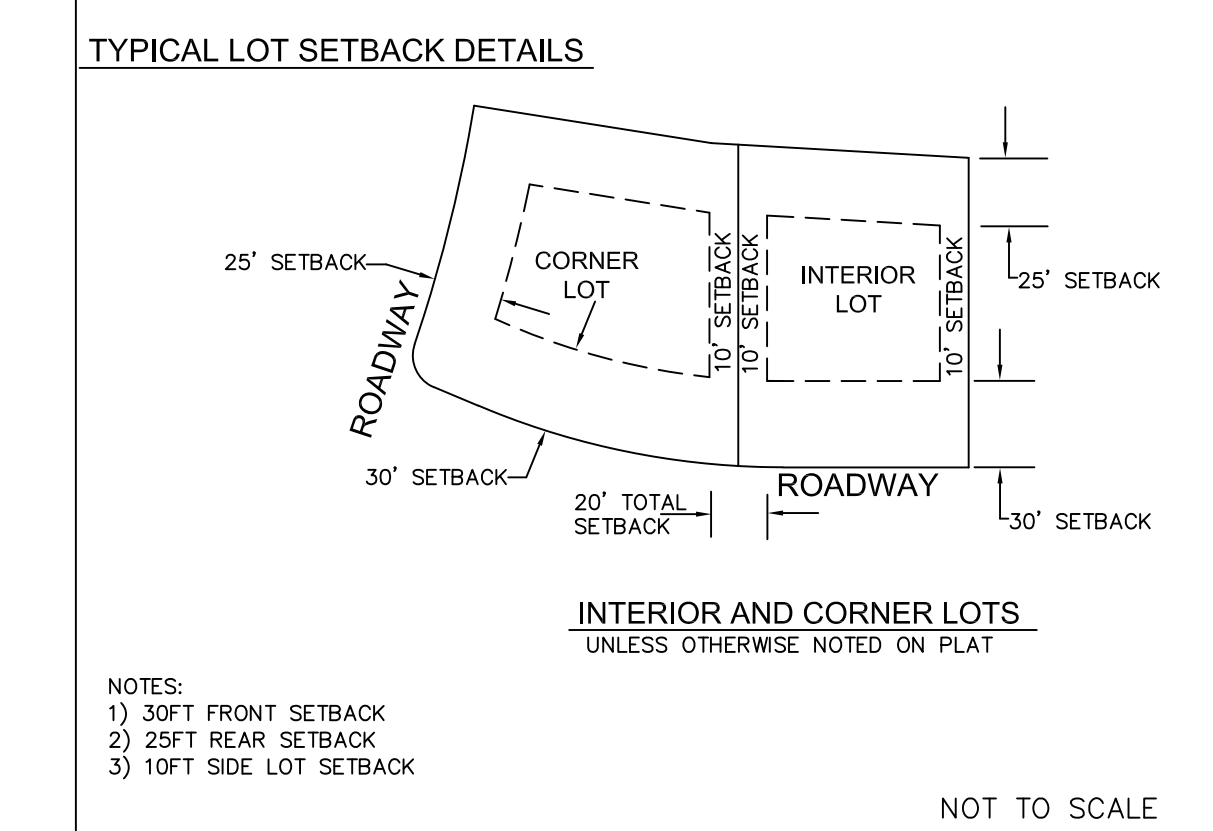 TYPICAL LOT SETBACK DETAILS
25' SETBACK
ROADWAY
30' SETBACK
CORNER
LOT
10' SETBACK
10' SETBACK
INTERIOR
LOT
10' SETBACK
25' SETBACK
20' TOTAL
SETBACK
ROADWAY
30' SETBACK
INTERIOR AND CORNER LOTS
UNLESS OTHERWISE NOTED ON PLAT
NOTES:
1) 30FT FRONT SETBACK
2) 25FT REAR SETBACK
3) 10FT SIDE LOT SETBACK
NOT TO SCALE